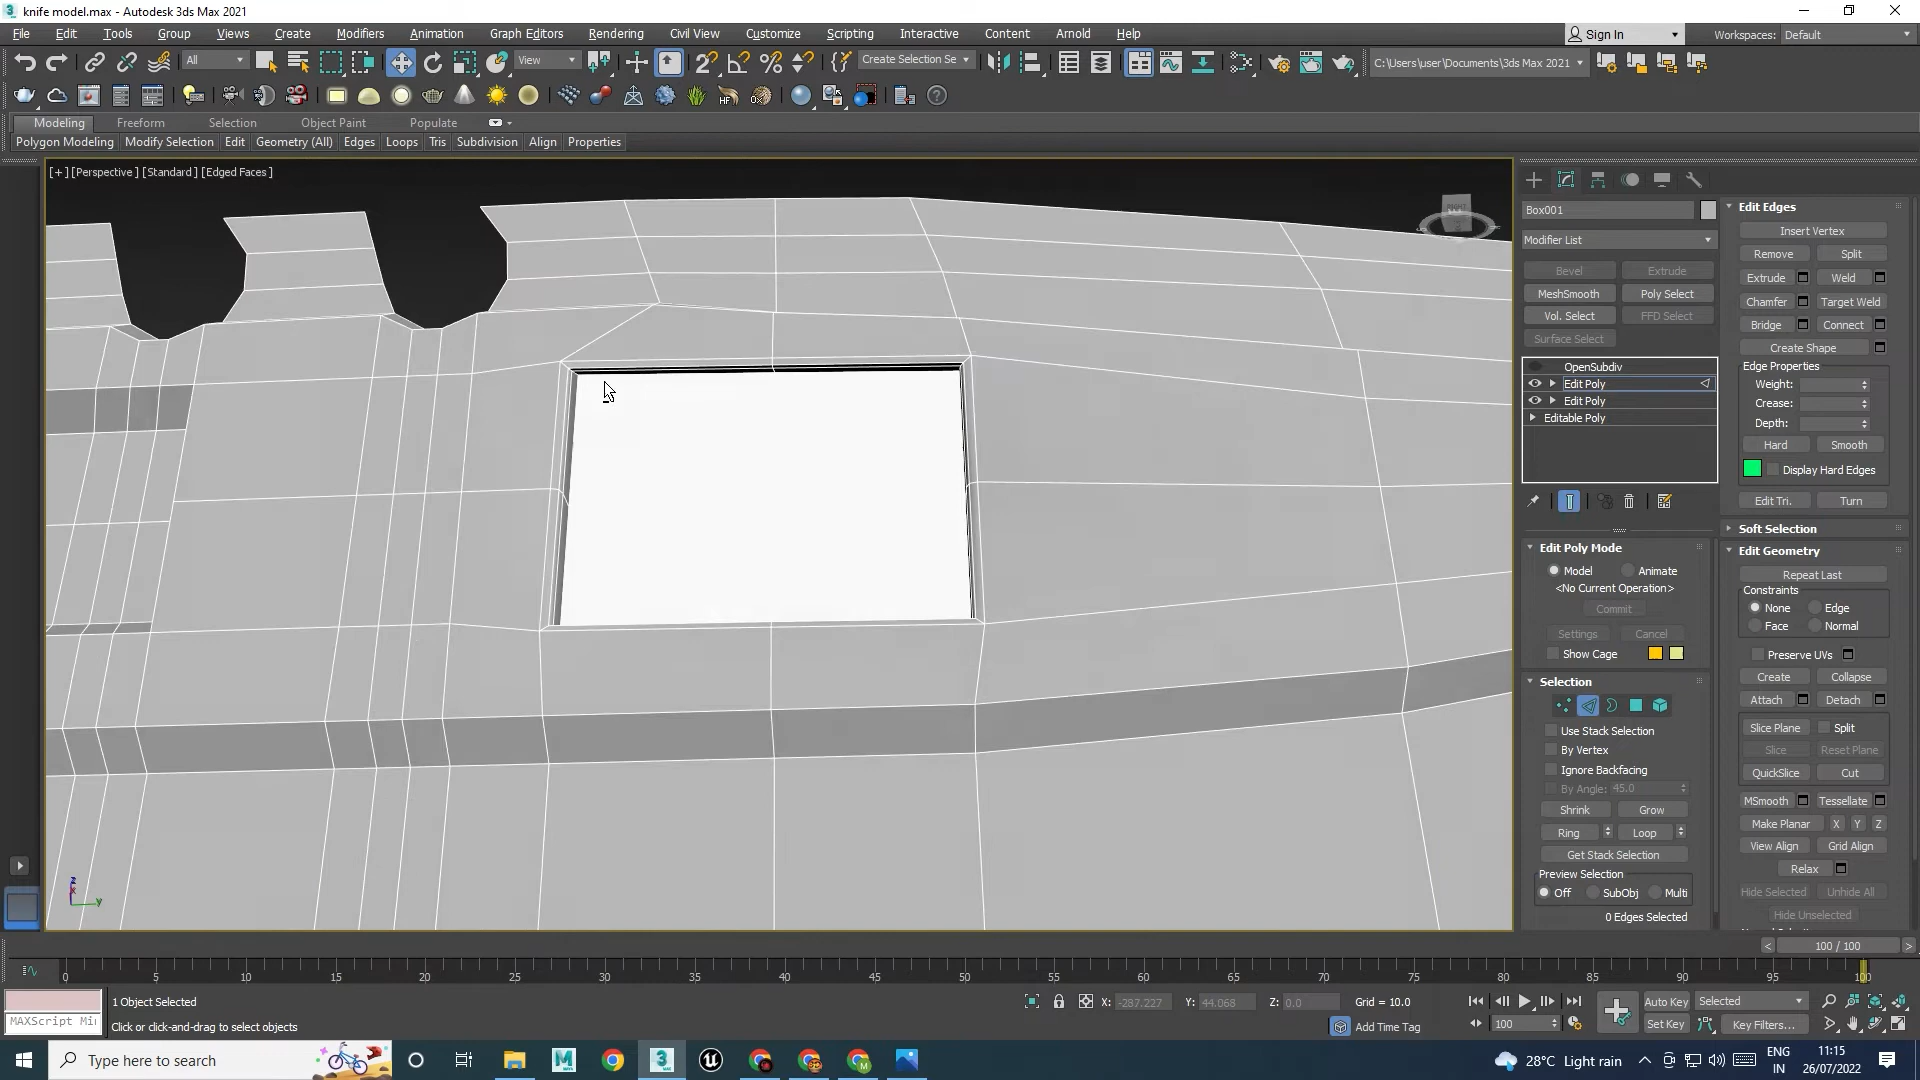 knife model.max - Autodesk 3ds Max 2021
File Edit Tools Group Views Create Modifiers Animation Graph Editors Rendering Civil View Customize Scripting Interactive Content Arnold Help Sign In Workspaces: Default
All View Create Selection Se C:\Users\user\Documents\3ds Max 2021
Modeling Freeform Selection Object Paint Populate
Polygon Modeling Modify Selection Edit Geometry (All) Edges Loops Tris Subdivision Align Properties
[+] [Perspective ] [Standard ] [Edged Faces ]
RIGHT
Box001
Modifier List
Bevel Extrude
MeshSmooth Poly Select
Vol. Select FFD Select
Surface Select
OpenSubdiv
Edit Poly
Edit Poly
Editable Poly
Edit Poly Mode
Model Animate
<No Current Operation>
Commit
Settings Cancel
Show Cage
Selection
Use Stack Selection
By Vertex
Ignore Backfacing
By Angle: 45.0
Shrink Grow
Ring Loop
Get Stack Selection
Preview Selection
Off SubObj Multi
0 Edges Selected
Edit Edges
Insert Vertex
Remove Split
Extrude Weld
Chamfer Target Weld
Bridge Connect
Create Shape
Edge Properties
Weight:
Crease:
Depth:
Hard Smooth
Display Hard Edges
Edit Tri. Turn
Soft Selection
Edit Geometry
Repeat Last
Constraints
None Edge
Face Normal
Preserve UVs
Create Collapse
Attach Detach
Slice Plane Split
Slice Reset Plane
QuickSlice Cut
MSmooth Tessellate
Make Planar X Y Z
View Align Grid Align
Relax
Hide Selected Unhide All
Hide Unselected
z
y
< 100 / 100 >
0 5 10 15 20 25 30 35 40 45 50 55 60 65 70 75 80 85 90 95 100
1 Object Selected X: -287.227 Y: 44.068 Z: 0.0 Grid = 10.0 Auto Key Selected
MAXScript Mi Click or click-and-drag to select objects Add Time Tag 100 Set Key Key Filters...
Type here to search 28°C Light rain ENG IN 11:15 26/07/2022